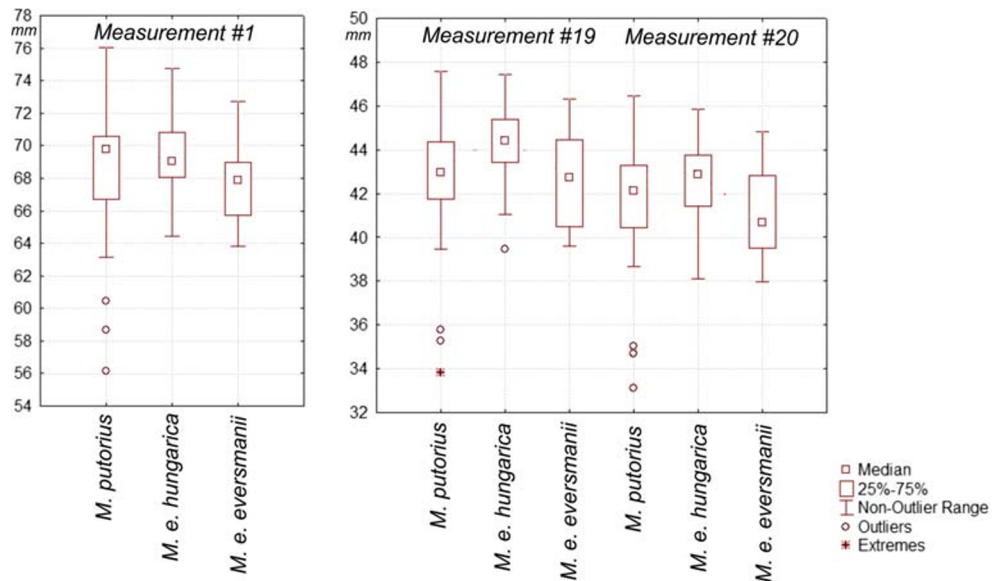 78
mm
76
74
72
70
68
66
64
62
60
58
56
54
Measurement #1
M. putorius
M. e. hungarica
M. e. eversmanii
50
mm
48
46
44
42
40
38
36
34
32
Measurement #19
Measurement #20
M. putorius
M. e. hungarica
M. e. eversmanii
M. putorius
M. e. hungarica
M. e. eversmanii
Median
25%-75%
Non-Outlier Range
Outliers
Extremes